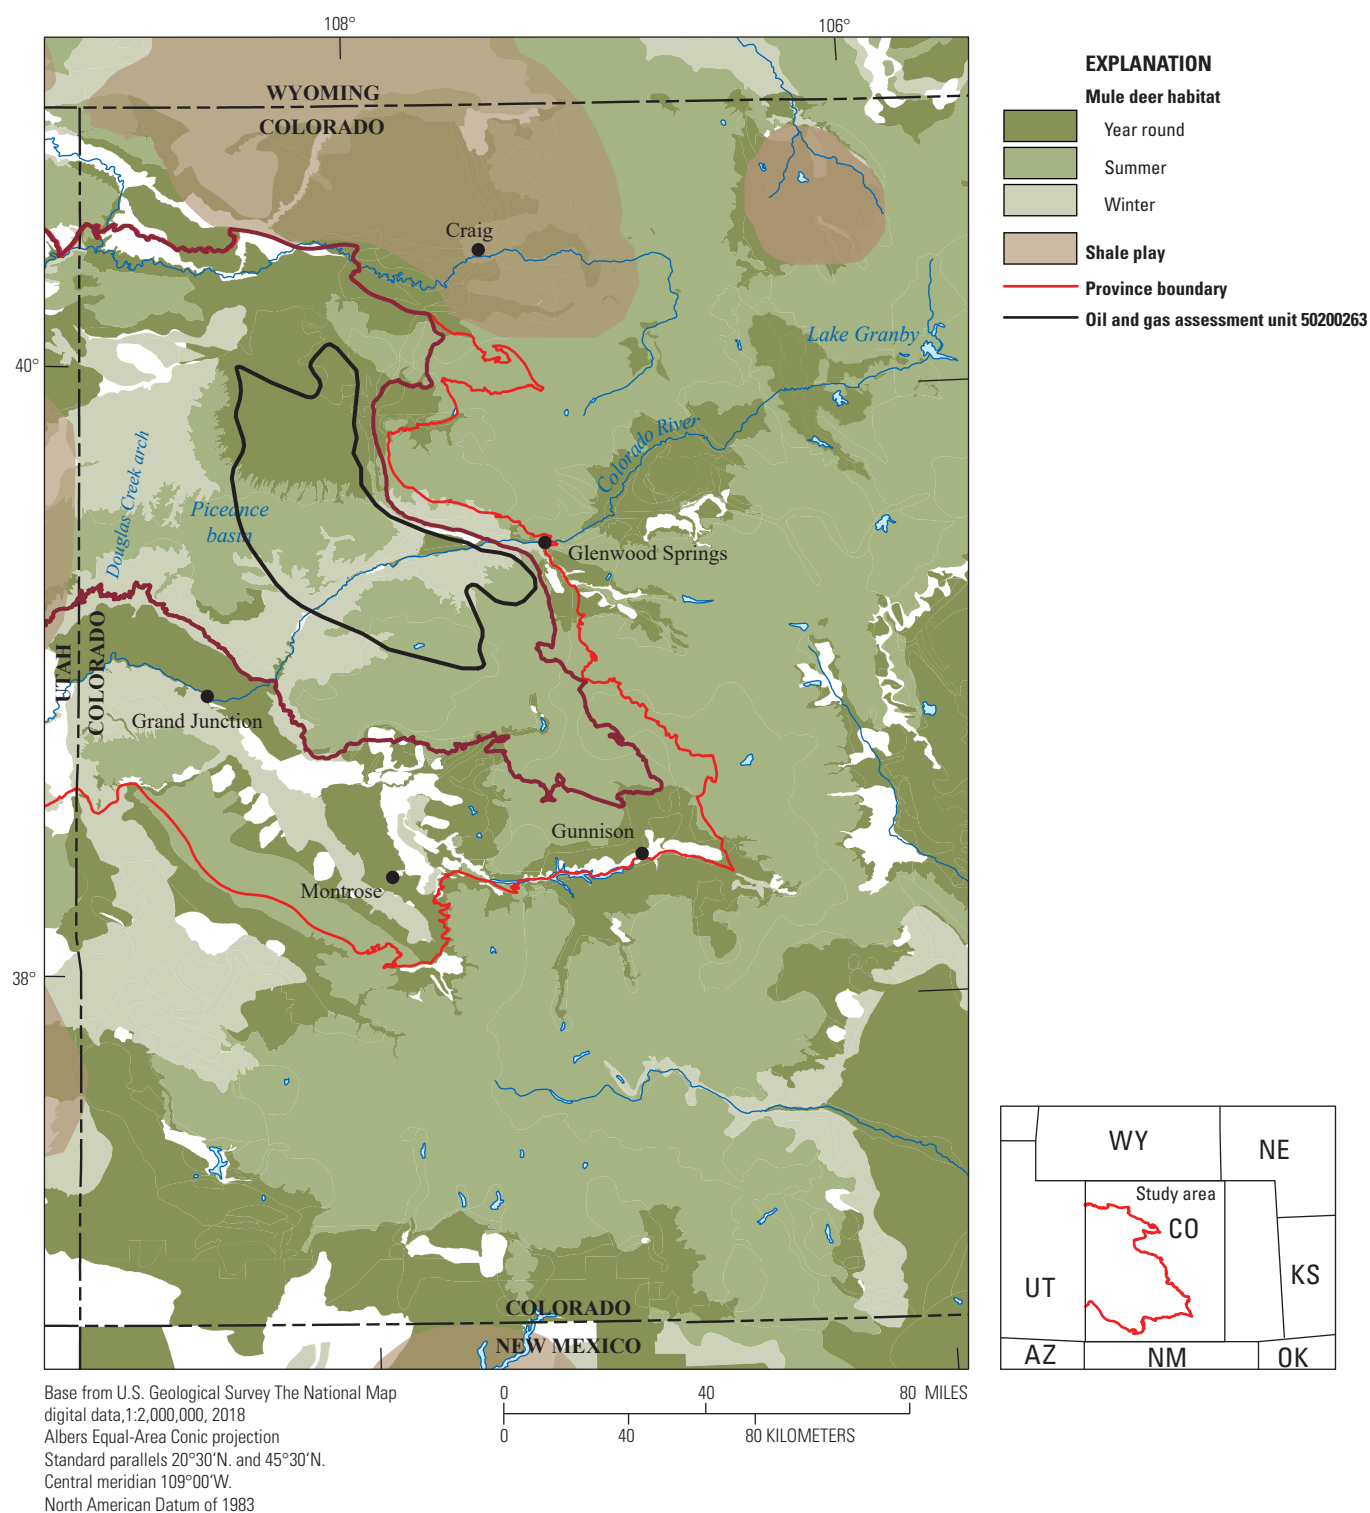 108°
106°
WYOMING
COLORADO
Craig
Lake Granby
40°
Colorado River
Douglas Creek arch
Piceance
basin
Glenwood Springs
UTAH
COLORADO
Grand Junction
Gunnison
Montrose
38°
COLORADO
NEW MEXICO
EXPLANATION
Mule deer habitat
Year round
Summer
Winter
Shale play
Province boundary
Oil and gas assessment unit 50200263
WY
NE
Study area
CO
UT
KS
AZ
NM
OK
Base from U.S. Geological Survey The National Map
digital data,1:2,000,000, 2018
Albers Equal-Area Conic projection
Standard parallels 20°30'N. and 45°30'N.
Central meridian 109°00'W.
North American Datum of 1983
0 40 80 MILES
0 40 80 KILOMETERS